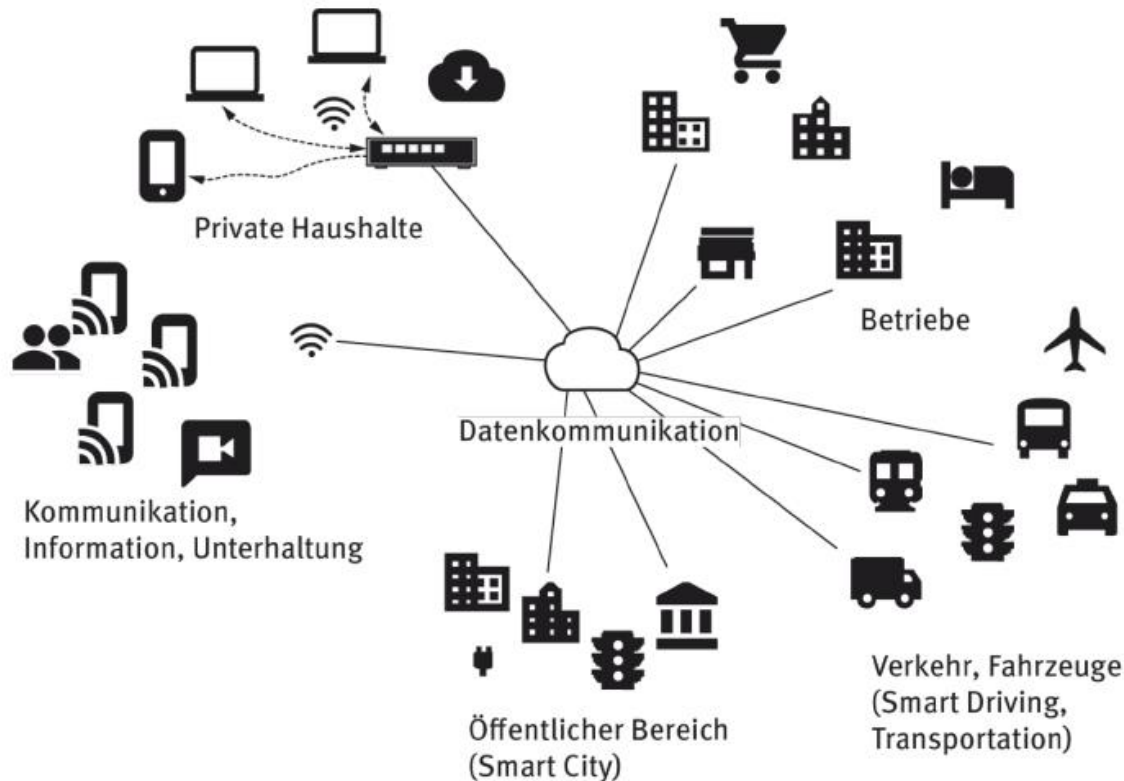 Private Haushalte
Betriebe
Datenkommunikation
Kommunikation,
Information, Unterhaltung
Öffentlicher Bereich
(Smart City)
Verkehr, Fahrzeuge
(Smart Driving,
Transportation)